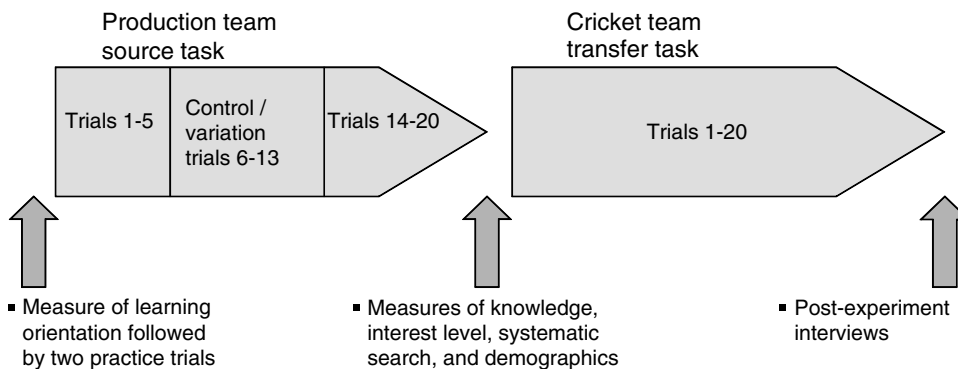 Production team
source task
Cricket team
transfer task
Trials 1-5
Control /
variation
trials 6-13
Trials 14-20
Trials 1-20
▪ Measure of learning
orientation followed
by two practice trials
▪ Measures of knowledge,
interest level, systematic
search, and demographics
▪ Post-experiment
interviews